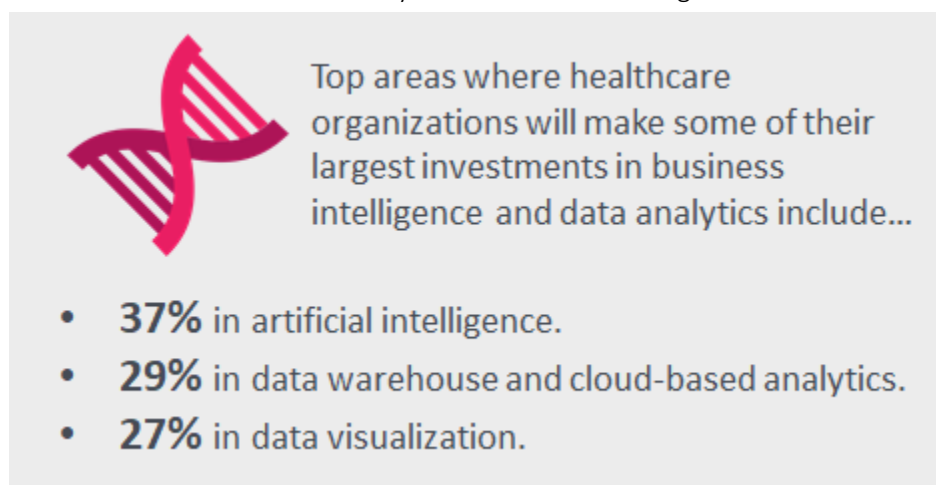 Top areas where healthcare
organizations will make some of their
largest investments in business
intelligence and data analytics include...
• 37% in artificial intelligence.
• 29% in data warehouse and cloud-based analytics.
• 27% in data visualization.